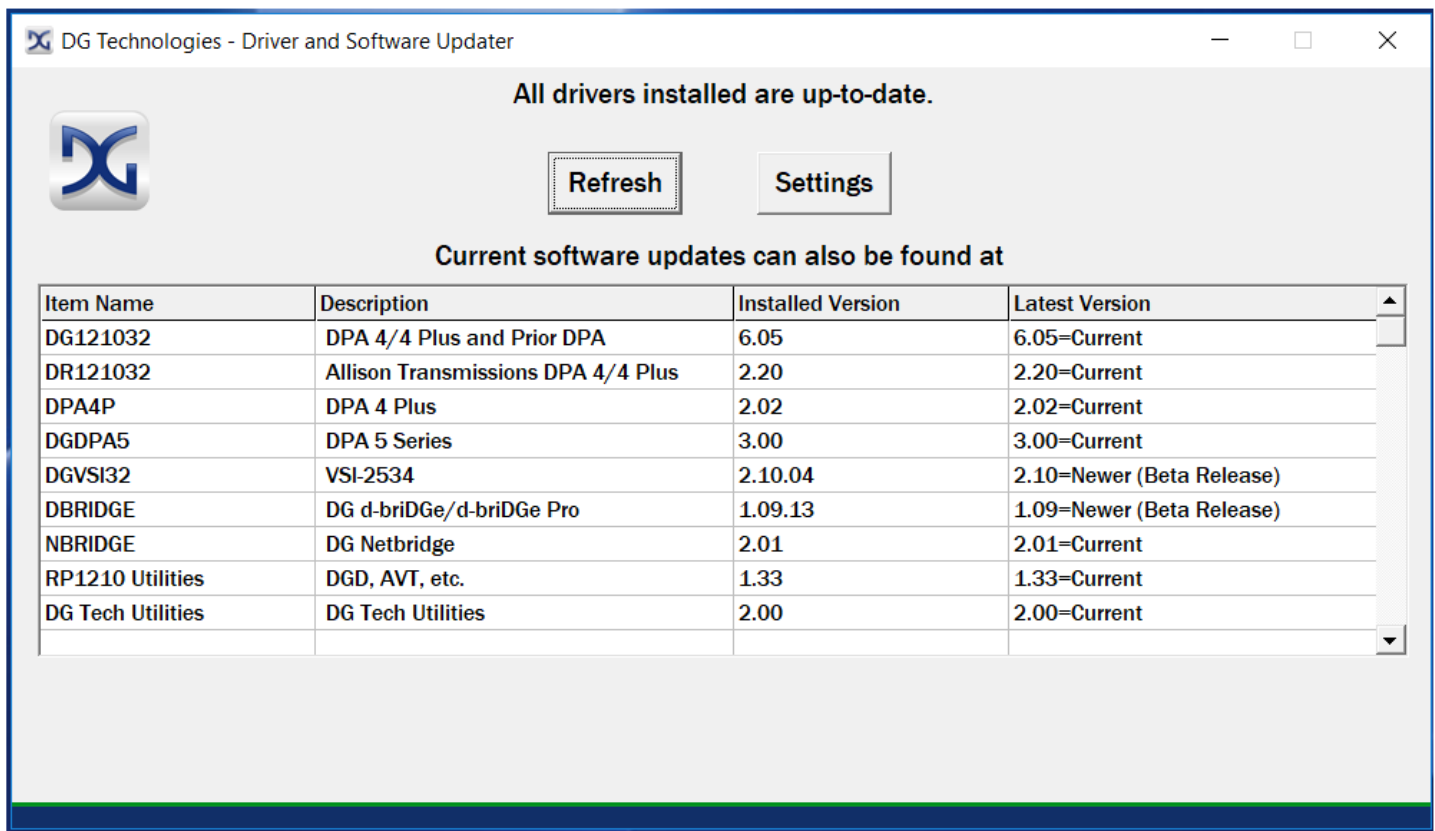 DG Technologies - Driver and Software Updater
All drivers installed are up-to-date.
DG
Refresh Settings
Current software updates can also be found at
Item Name Description Installed Version Latest Version
DG121032 DPA 4/4 Plus and Prior DPA 6.05 6.05=Current
DR121032 Allison Transmissions DPA 4/4 Plus 2.20 2.20=Current
DPA4P DPA 4 Plus 2.02 2.02=Current
DGDPA5 DPA 5 Series 3.00 3.00=Current
DGVSI32 VSI-2534 2.10.04 2.10=Newer (Beta Release)
DBRIDGE DG d-briDGe/d-briDGe Pro 1.09.13 1.09=Newer (Beta Release)
NBRIDGE DG Netbridge 2.01 2.01=Current
RP1210 Utilities DGD, AVT, etc. 1.33 1.33=Current
DG Tech Utilities DG Tech Utilities 2.00 2.00=Current